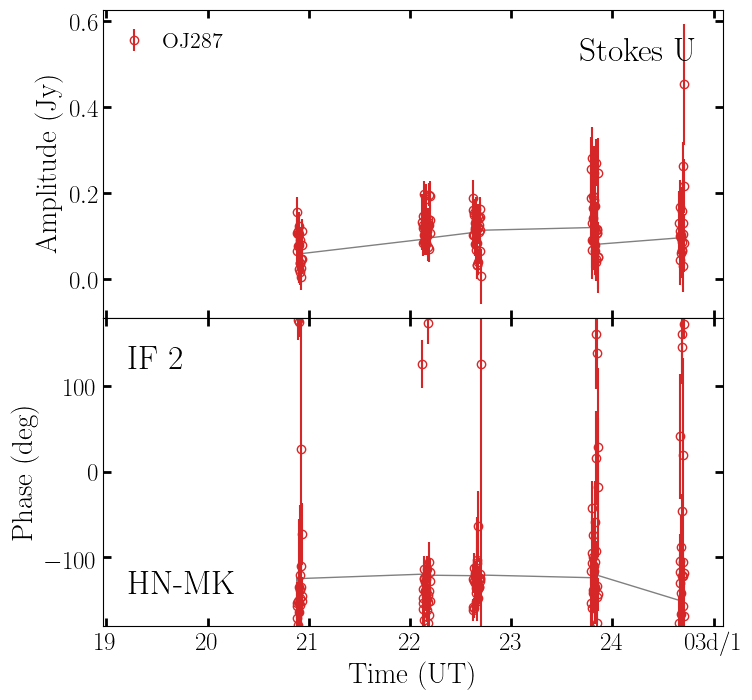 0.6
OJ287
Stokes U
0.4
Amplitude (Jy)
0.2
0.0
IF 2
100
Phase (deg)
0
−100
HN-MK
19 20 21 22 23 24 03d/1
Time (UT)